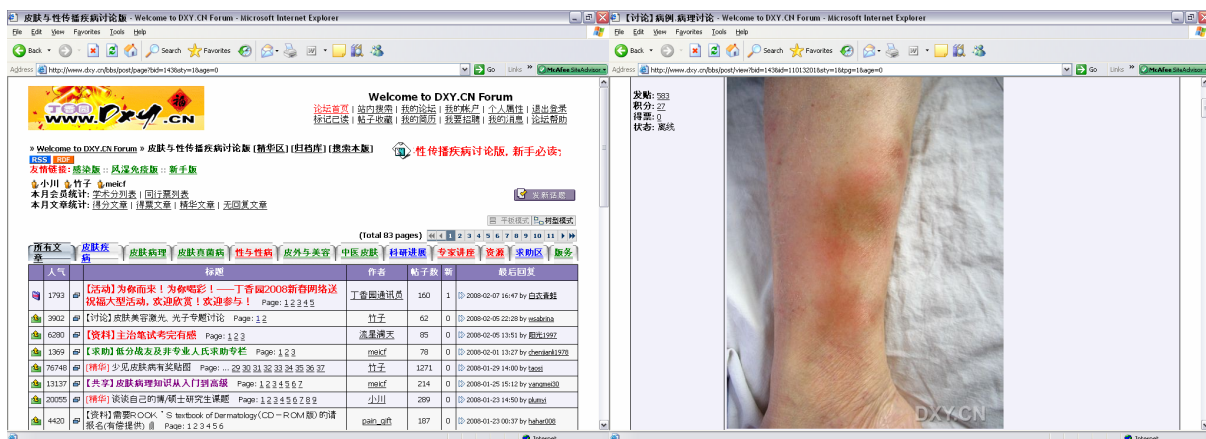 皮肤与性传播疾病讨论版 - Welcome to DXY.CN Forum - Microsoft Internet Explorer
File Edit View Favorites Tools Help
Back Search Favorites
Address http://www.dxy.cn/bbs/post/page?bid=143&sty=1&age=0 Go Links » McAfee SiteAdvisor
丁香园
www.Dxy.CN
福
Welcome to DXY.CN Forum
论坛首页 | 站内搜索 | 我的论坛 | 我的帐户 | 个人属性 | 退出登录
标记已读 | 帖子收藏 | 我的简历 | 我要招聘 | 我的消息 | 论坛帮助
» Welcome to DXY.CN Forum » 皮肤与性传播疾病讨论版 [精华区] [归档库] [搜索本版]
性传播疾病讨论版, 新手必读
RSS RDF
友情链接: 感染版 :: 风湿免疫版 :: 新手版
小川 竹子 meicf
本月会员统计: 学术分列表 | 同行票列表
本月文章统计: 得分文章 | 得票文章 | 精华文章 | 无回复文章
发新话题
平板模式 树型模式
(Total 83 pages) 1 2 3 4 5 6 7 8 9 10 11
所有文章 皮肤疾病 皮肤病理 皮肤真菌病 性与性病 皮外与美容 中医皮肤 科研进展 专家讲座 资源 求助区 版务
人气 标题 作者 帖子数 新 最后回复
1793 【活动】为你而来！为你喝彩！——丁香园2008新春网络送祝福大型活动, 欢迎欣赏！欢迎参与！ Page: 1 2 3 4 5 丁香园通讯员 160 1 2008-02-07 16:47 by 白衣青蛙
3902 【讨论】皮肤美容激光, 光子专题讨论 Page: 1 2 竹子 62 0 2008-02-05 22:28 by wsabrina
6280 【资料】主治笔试考完有感 Page: 1 2 3 流星满天 85 0 2008-02-05 13:51 by 阳光1997
1369 【求助】低分战友及非专业人氏求助专栏 Page: 1 2 3 meicf 78 0 2008-02-01 13:27 by chenjanli1978
76748 [精华] 少见皮肤病有奖贴图 Page: ... 29 30 31 32 33 34 35 36 37 竹子 1271 0 2008-01-29 14:00 by taosi
13137 【共享】皮肤病理知识从入门到高级 Page: 1 2 3 4 5 6 7 meicf 214 0 2008-01-25 15:12 by yangmei30
20055 [精华] 谈谈自己的博/硕士研究生课题 Page: 1 2 3 4 5 6 7 8 9 小川 289 0 2008-01-23 14:50 by plumyi
4420 【资料】需要ROOK'S textbook of Dermatology(CD-ROM版)的请报名(有偿提供) Page: 1 2 3 4 5 6 pain_gift 187 0 2008-01-23 00:37 by hahar008
Internet
【讨论】病例.病理讨论 - Welcome to DXY.CN Forum - Microsoft Internet Explorer
File Edit View Favorites Tools Help
Back Search Favorites
Address http://www.dxy.cn/bbs/post/view?bid=143&id=11013201&sty=1&tpg=1&age=0 Go Links » McAfee SiteAdvisor
发贴: 583
积分: 27
得票: 0
状态: 离线
DXY.CN
Internet